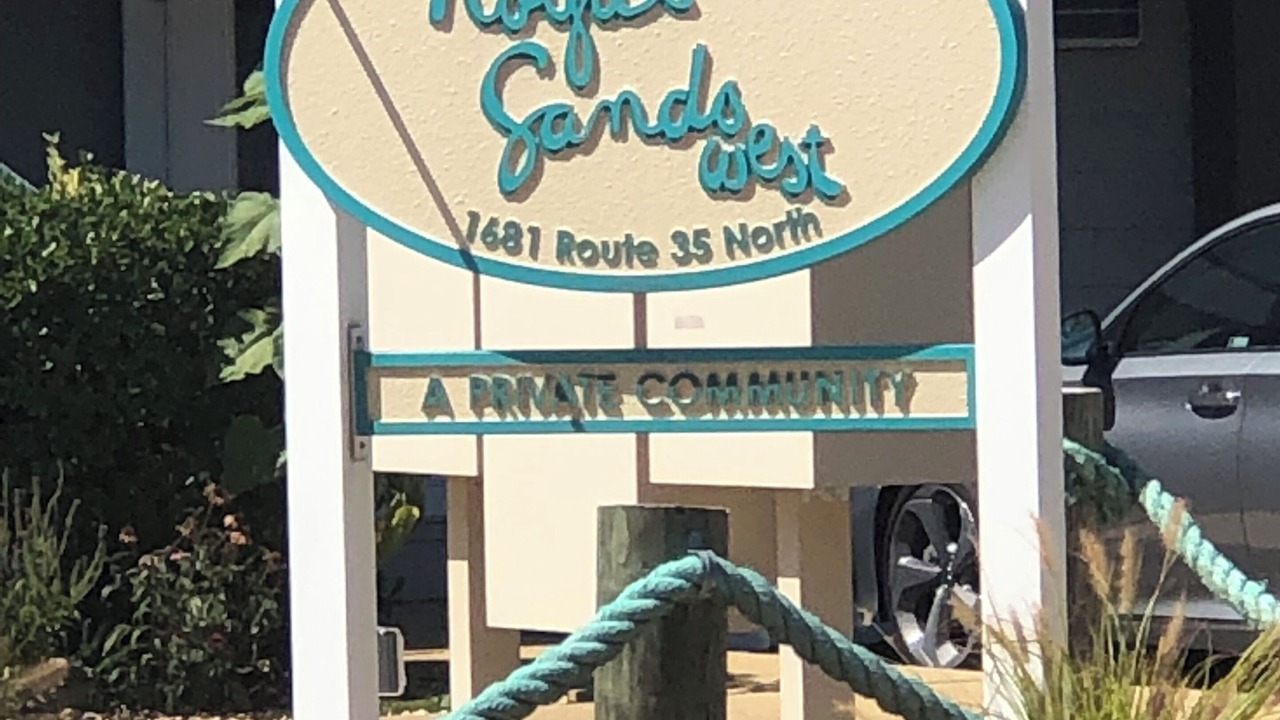 Sands
west
1681 Route 35 North
A PRIVATE COMMUNITY